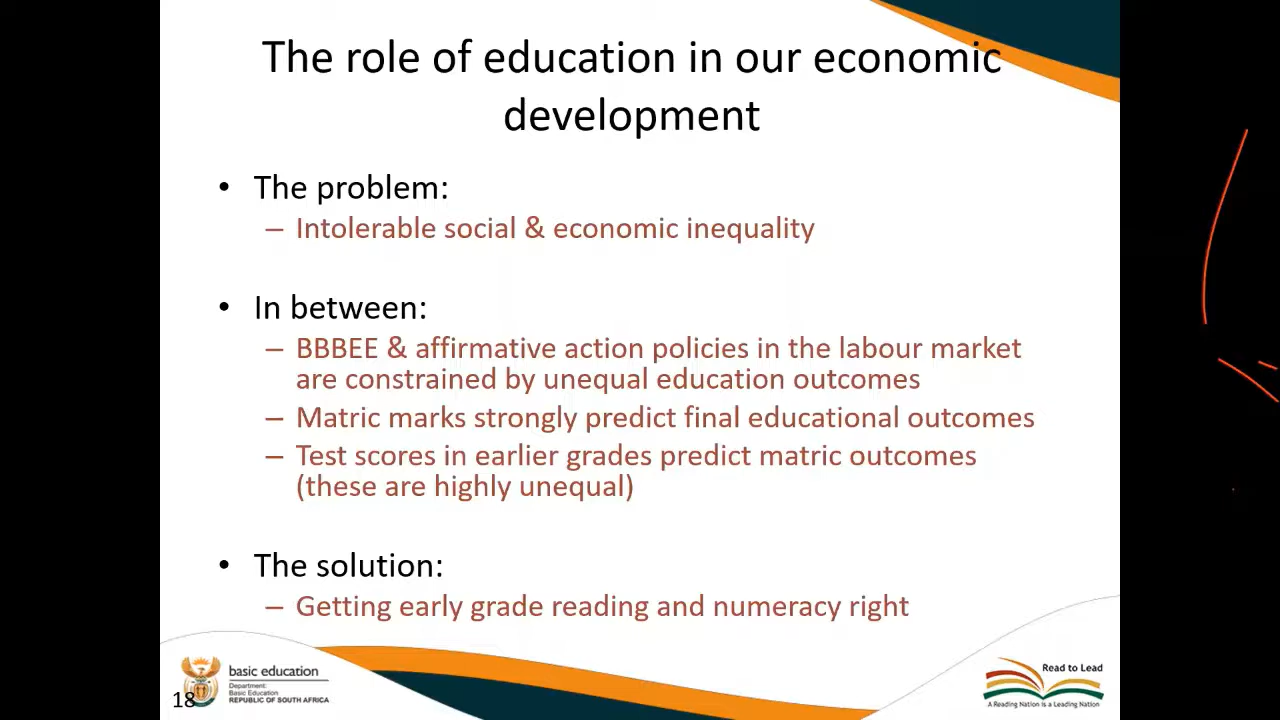 The role of education in our economic
development
• The problem:
– Intolerable social & economic inequality
• In between:
– BBBEE & affirmative action policies in the labour market
are constrained by unequal education outcomes
– Matric marks strongly predict final educational outcomes
– Test scores in earlier grades predict matric outcomes
(these are highly unequal)
• The solution:
– Getting early grade reading and numeracy right
basic education
Department:
Basic Education
REPUBLIC OF SOUTH AFRICA
18
Read to Lead
A Reading Nation is a Leading Nation